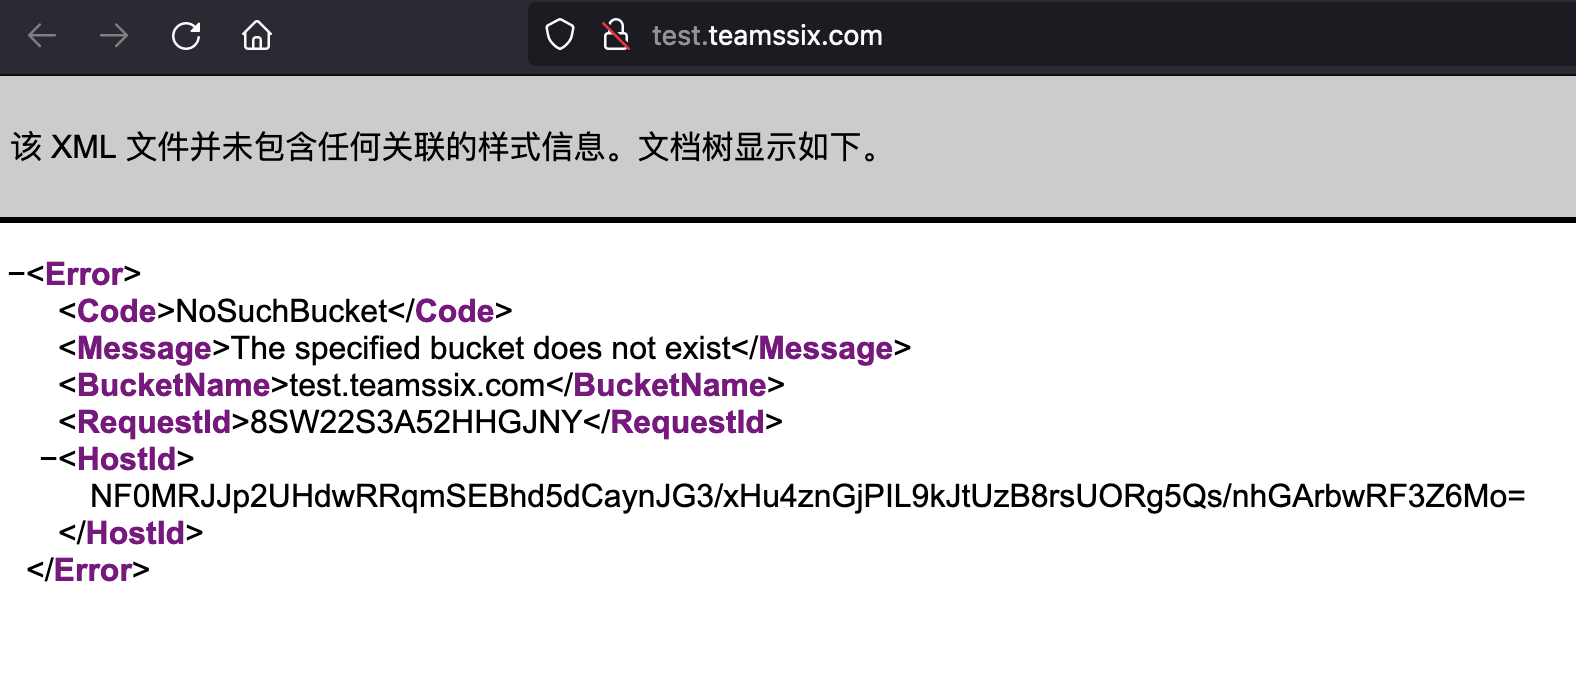 test.teamssix.com
该 XML 文件并未包含任何关联的样式信息。文档树显示如下。
−<Error>
<Code>NoSuchBucket</Code>
<Message>The specified bucket does not exist</Message>
<BucketName>test.teamssix.com</BucketName>
<RequestId>8SW22S3A52HHGJNY</RequestId>
−<HostId>
NF0MRJJp2UHdwRRqmSEBhd5dCaynJG3/xHu4znGjPIL9kJtUzB8rsUORg5Qs/nhGArbwRF3Z6Mo=
</HostId>
</Error>